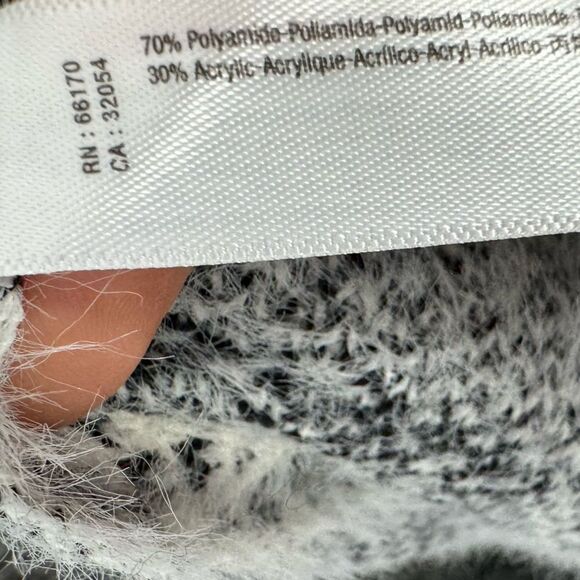 70% Polyamide-Poliamida-Polyamid-Poliammide
30% Acrylic-Acrylique-Acrílico-Acryl-Acrilico
RN : 66170
CA : 32054